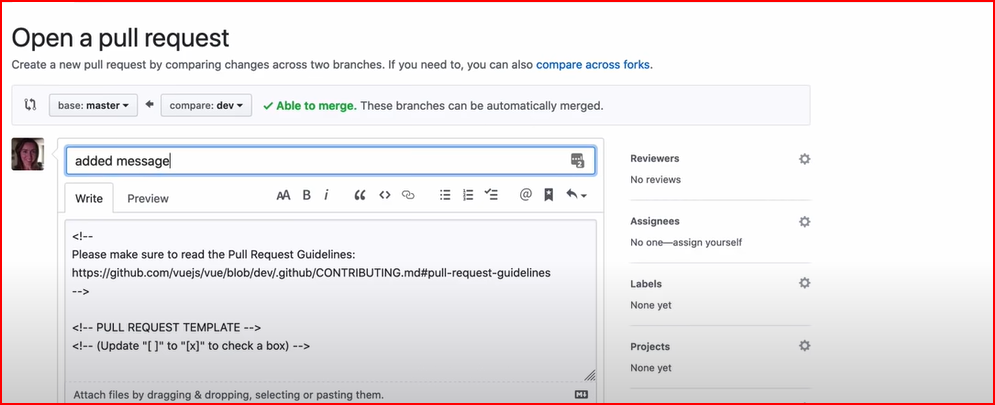 Open a pull request
Create a new pull request by comparing changes across two branches. If you need to, you can also compare across forks.
base: master compare: dev Able to merge. These branches can be automatically merged.
added message
Write Preview
AA B i @
<!--
Please make sure to read the Pull Request Guidelines:
https://github.com/vuejs/vue/blob/dev/.github/CONTRIBUTING.md#pull-request-guidelines
-->
<!-- PULL REQUEST TEMPLATE -->
<!-- (Update "[ ]" to "[x]" to check a box) -->
Attach files by dragging & dropping, selecting or pasting them.
Reviewers
No reviews
Assignees
No one—assign yourself
Labels
None yet
Projects
None yet